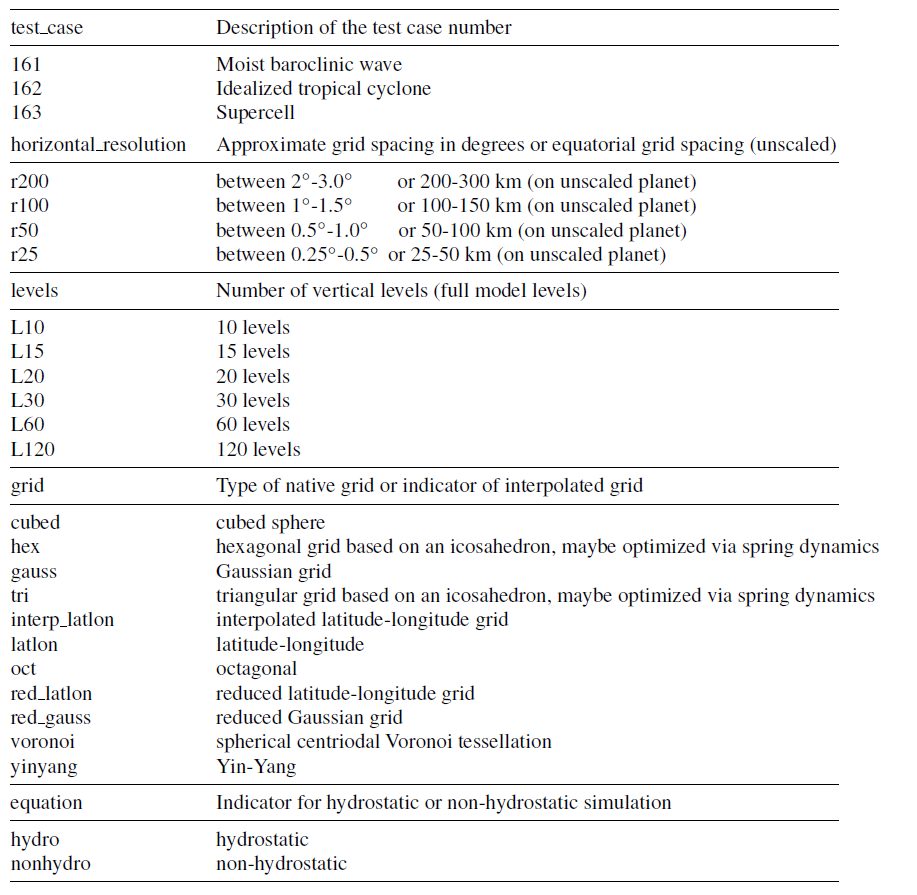 test_case Description of the test case number
161 Moist baroclinic wave
162 Idealized tropical cyclone
163 Supercell
horizontal_resolution Approximate grid spacing in degrees or equatorial grid spacing (unscaled)
r200 between 2°-3.0° or 200-300 km (on unscaled planet)
r100 between 1°-1.5° or 100-150 km (on unscaled planet)
r50 between 0.5°-1.0° or 50-100 km (on unscaled planet)
r25 between 0.25°-0.5° or 25-50 km (on unscaled planet)
levels Number of vertical levels (full model levels)
L10 10 levels
L15 15 levels
L20 20 levels
L30 30 levels
L60 60 levels
L120 120 levels
grid Type of native grid or indicator of interpolated grid
cubed cubed sphere
hex hexagonal grid based on an icosahedron, maybe optimized via spring dynamics
gauss Gaussian grid
tri triangular grid based on an icosahedron, maybe optimized via spring dynamics
interp_latlon interpolated latitude-longitude grid
latlon latitude-longitude
oct octagonal
red_latlon reduced latitude-longitude grid
red_gauss reduced Gaussian grid
voronoi spherical centriodal Voronoi tessellation
yinyang Yin-Yang
equation Indicator for hydrostatic or non-hydrostatic simulation
hydro hydrostatic
nonhydro non-hydrostatic